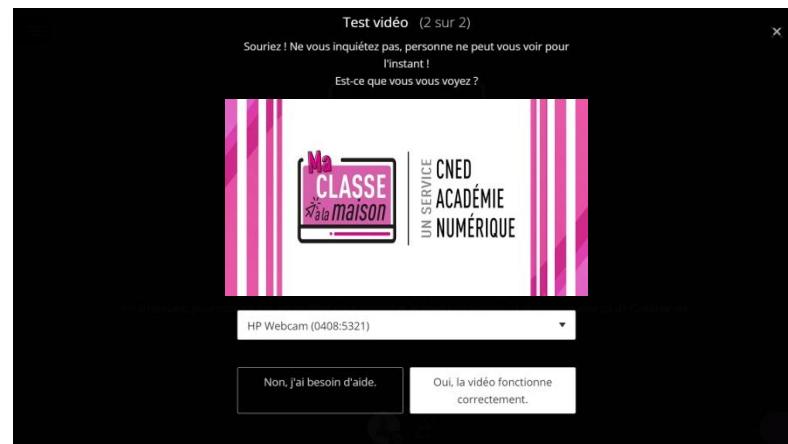 Test vidéo (2 sur 2)
Souriez ! Ne vous inquiétez pas, personne ne peut vous voir pour
l'instant !
Est-ce que vous vous voyez ?
Ma
CLASSE
à la maison
UN SERVICE
CNED
ACADÉMIE
NUMÉRIQUE
HP Webcam (0408:5321)
Non, j'ai besoin d'aide.
Oui, la vidéo fonctionne
correctement.